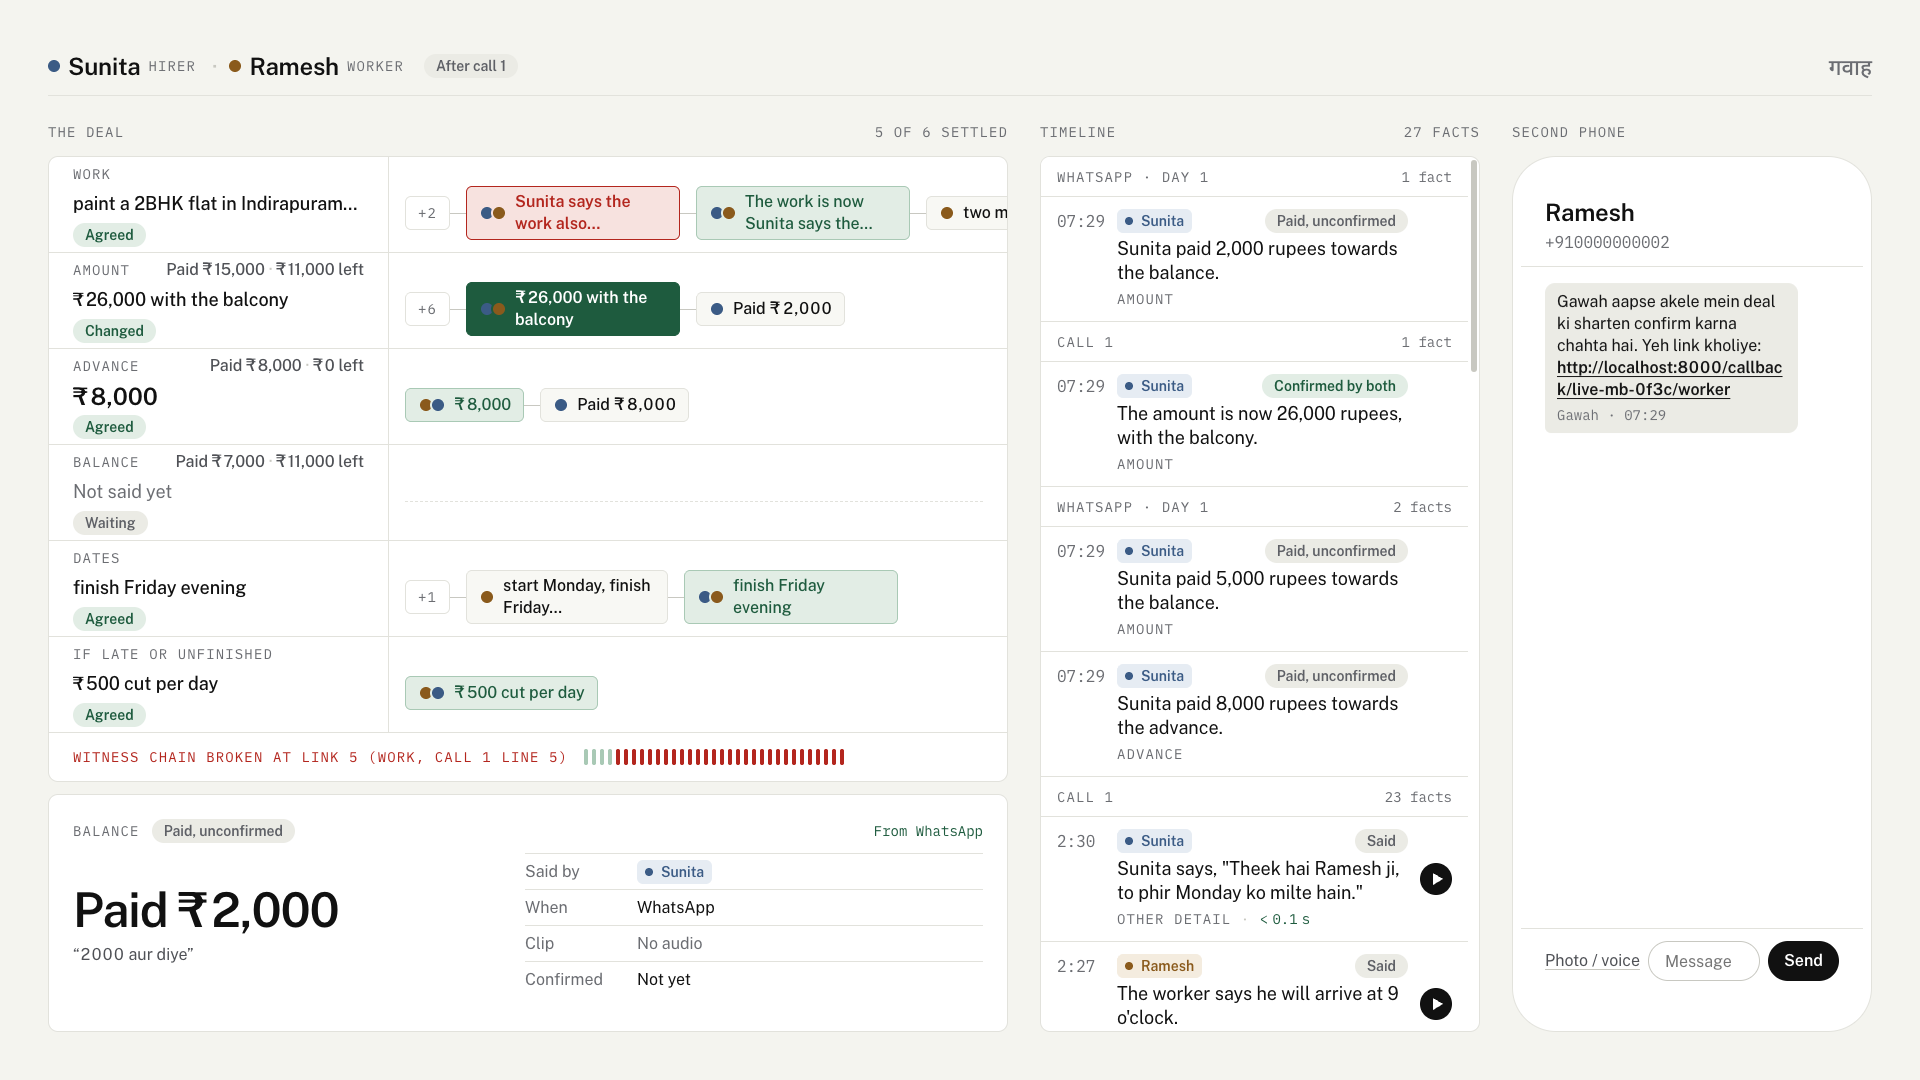 Sunita HIRER · Ramesh WORKER After call 1
गवाह
THE DEAL 5 OF 6 SETTLED
WORK
paint a 2BHK flat in Indirapuram...
Agreed
+2
Sunita says the
work also...
The work is now
Sunita says the...
two m
AMOUNT Paid ₹15,000 · ₹11,000 left
₹26,000 with the balcony
Changed
+6
₹26,000 with the
balcony
Paid ₹2,000
ADVANCE Paid ₹8,000 · ₹0 left
₹8,000
Agreed
₹8,000
Paid ₹8,000
BALANCE Paid ₹7,000 · ₹11,000 left
Not said yet
Waiting
DATES
finish Friday evening
Agreed
+1
start Monday, finish
Friday...
finish Friday
evening
IF LATE OR UNFINISHED
₹500 cut per day
Agreed
₹500 cut per day
WITNESS CHAIN BROKEN AT LINK 5 (WORK, CALL 1 LINE 5)
BALANCE Paid, unconfirmed
Paid ₹2,000
“2000 aur diye”
From WhatsApp
Said by Sunita
When WhatsApp
Clip No audio
Confirmed Not yet
TIMELINE 27 FACTS
WHATSAPP · DAY 1 1 fact
07:29 Sunita Paid, unconfirmed
Sunita paid 2,000 rupees towards
the balance.
AMOUNT
CALL 1 1 fact
07:29 Sunita Confirmed by both
The amount is now 26,000 rupees,
with the balcony.
AMOUNT
WHATSAPP · DAY 1 2 facts
07:29 Sunita Paid, unconfirmed
Sunita paid 5,000 rupees towards
the balance.
AMOUNT
07:29 Sunita Paid, unconfirmed
Sunita paid 8,000 rupees towards
the advance.
ADVANCE
CALL 1 23 facts
2:30 Sunita Said
Sunita says, "Theek hai Ramesh ji,
to phir Monday ko milte hain."
OTHER DETAIL · <0.1 s
2:27 Ramesh Said
The worker says he will arrive at 9
o'clock.
SECOND PHONE
Ramesh
+910000000002
Gawah aapse akele mein deal
ki sharten confirm karna
chahta hai. Yeh link kholiye:
http://localhost:8000/callbac
k/live-mb-0f3c/worker
Gawah · 07:29
Photo / voice Message Send